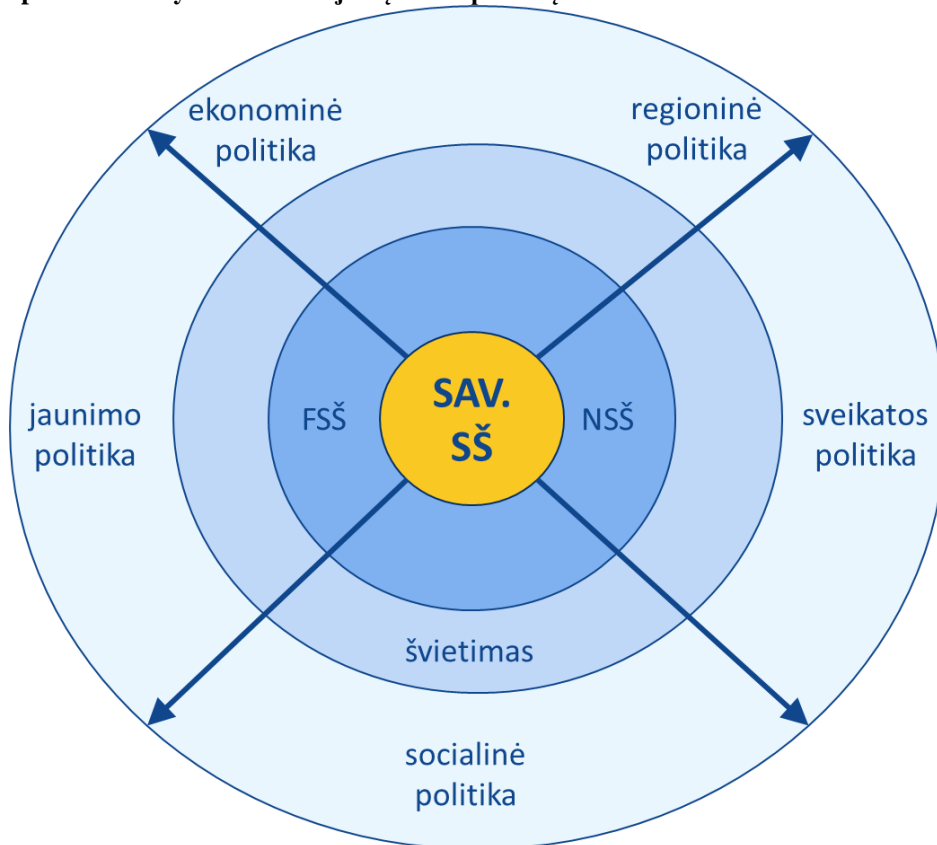 ekonominė
politika
regioninė
politika
jaunimo
politika
FSŠ
SAV.
SŠ
NSŠ
sveikatos
politika
švietimas
socialinė
politika